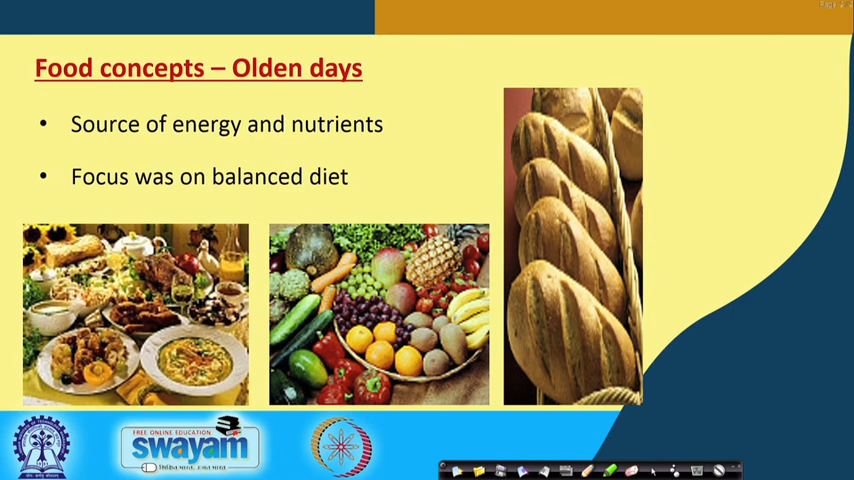 Food concepts – Olden days
• Source of energy and nutrients
• Focus was on balanced diet
FREE ONLINE EDUCATION
swayam